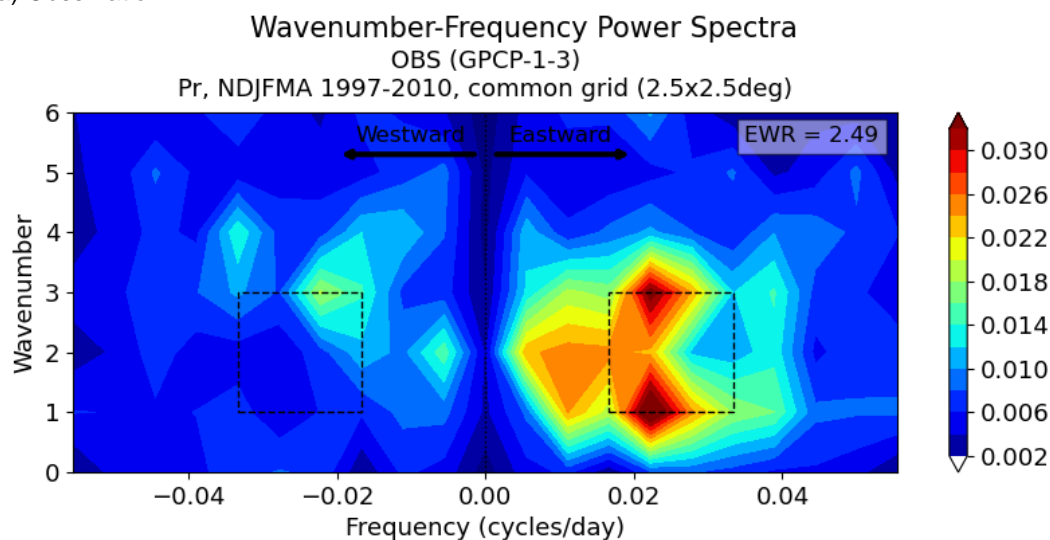 Wavenumber-Frequency Power Spectra
OBS (GPCP-1-3)
Pr, NDJFMA 1997-2010, common grid (2.5x2.5deg)
Westward Eastward EWR = 2.49
6
5
4
3
2
1
0
Wavenumber
−0.04 −0.02 0.00 0.02 0.04
Frequency (cycles/day)
0.030
0.026
0.022
0.018
0.014
0.010
0.006
0.002